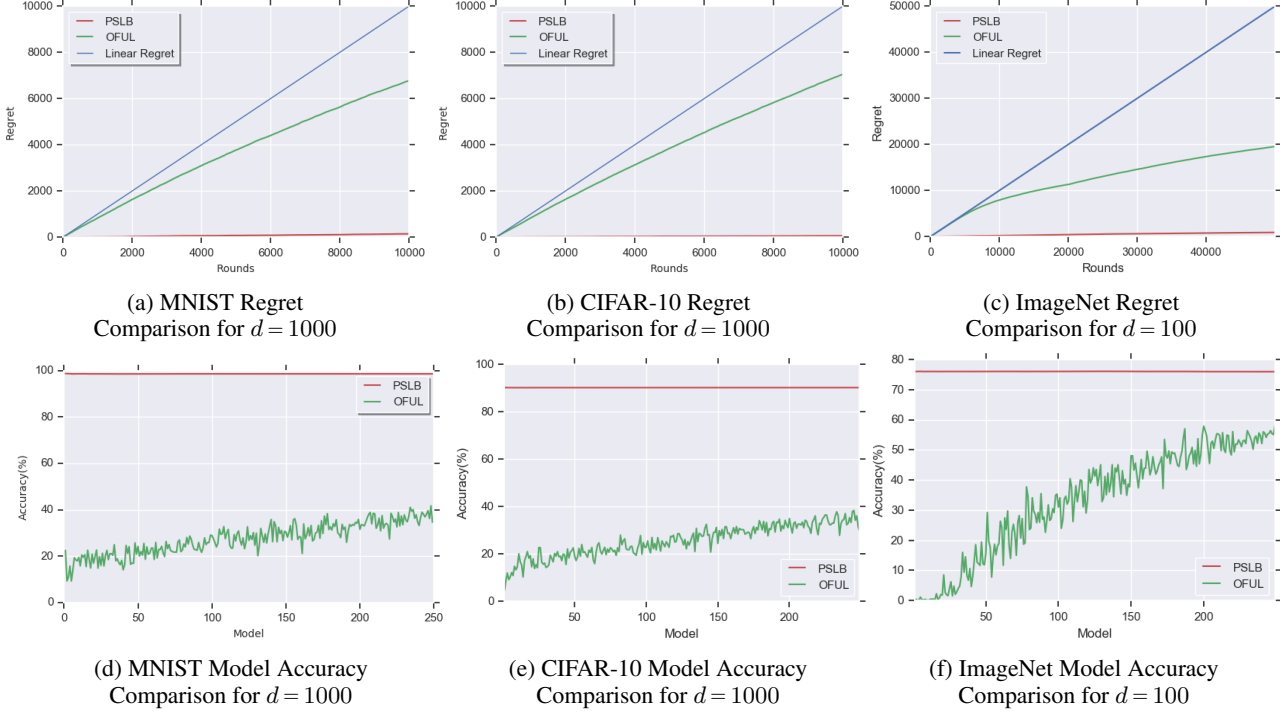 10000
8000
6000
4000
2000
0
Regret
PSLB
OFUL
Linear Regret
0 2000 4000 6000 8000 10000
Rounds
(a) MNIST Regret
Comparison for d = 1000
10000
8000
6000
4000
2000
0
Regret
PSLB
OFUL
Linear Regret
0 2000 4000 6000 8000 10000
Rounds
(b) CIFAR-10 Regret
Comparison for d = 1000
50000
40000
30000
20000
10000
0
Regret
PSLB
OFUL
Linear Regret
0 10000 20000 30000 40000
Rounds
(c) ImageNet Regret
Comparison for d = 100
100
80
60
40
20
0
Accuracy(%)
PSLB
OFUL
0 50 100 150 200 250
Model
(d) MNIST Model Accuracy
Comparison for d = 1000
100
80
60
40
20
0
Accuracy(%)
PSLB
OFUL
50 100 150 200
Model
(e) CIFAR-10 Model Accuracy
Comparison for d = 1000
80
70
60
50
40
30
20
10
0
Accuracy(%)
PSLB
OFUL
50 100 150 200
Model
(f) ImageNet Model Accuracy
Comparison for d = 100